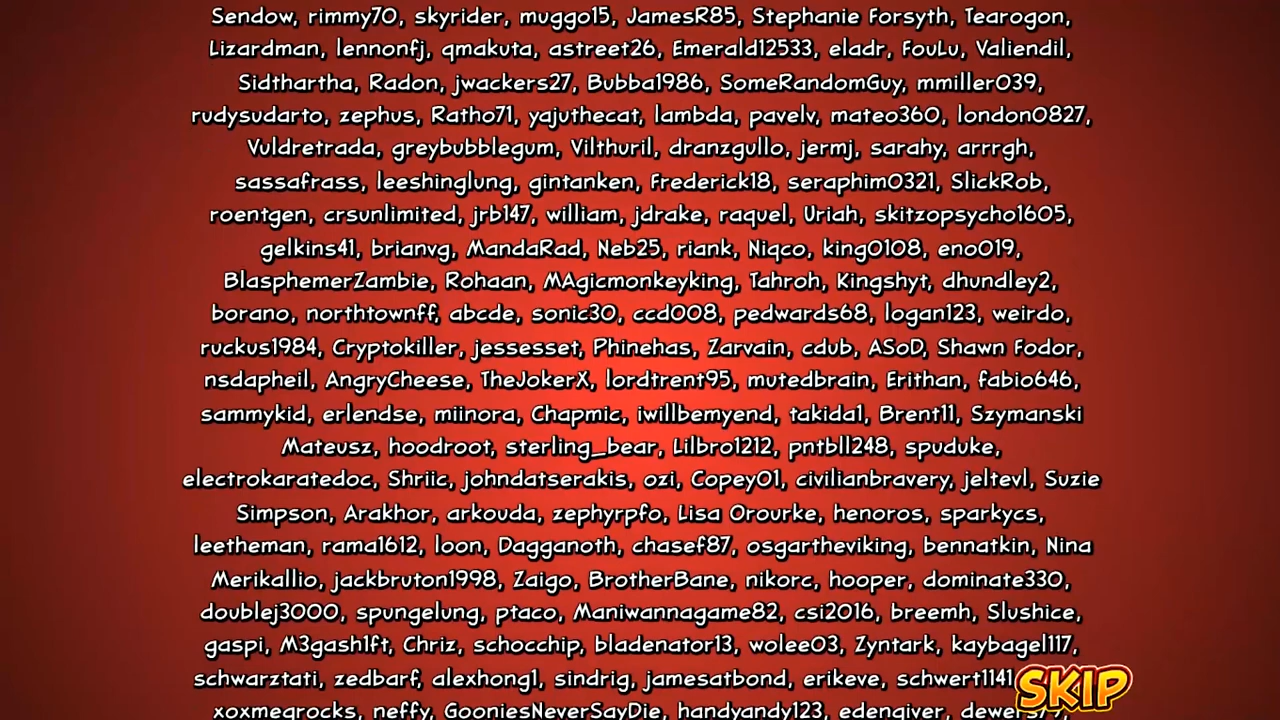 Sendow, rimmy70, skyrider, muggo15, JamesR85, Stephanie Forsyth, Tearogon,
Lizardman, lennonfj, qmakuta, astreet26, Emerald12533, eladr, FouLu, Valiendil,
Sidthartha, Radon, jwackers27, Bubba1986, SomeRandomGuy, mmiller039,
rudysudarto, zephus, Ratho71, yajuthecat, lambda, pavelv, mateo360, london0827,
Vuldretrada, greybubblegum, Vilthuril, dranzgullo, jermj, sarahy, arrrgh,
sassafrass, leeshinglung, gintanken, Frederick18, seraphim0321, SlickRob,
roentgen, crsunlimited, jrb147, william, jdrake, raquel, Uriah, skitzopsycho1605,
gelkins41, brianvg, MandaRad, Neb25, riank, Niqco, king0108, eno019,
BlasphemerZambie, Rohaan, MAgicmonkeyking, Tahroh, Kingshyt, dhundley2,
borano, northtownff, abcde, sonic30, ccd008, pedwards68, logan123, weirdo,
ruckus1984, Cryptokiller, jessesset, Phinehas, Zarvain, cdub, ASoD, Shawn Fodor,
nsdapheil, AngryCheese, TheJokerX, lordtrent95, mutedbrain, Erithan, fabio646,
sammykid, erlendse, miinora, Chapmic, iwillbemyend, takida1, Brent11, Szymanski
Mateusz, hoodroot, sterling_bear, Lilbro1212, pntbll248, spuduke,
electrokaratedoc, Shriic, johndatserakis, ozi, Copey01, civilianbravery, jeltevl, Suzie
Simpson, Arakhor, arkouda, zephyrpfo, Lisa Orourke, henoros, sparkycs,
leetheman, rama1612, loon, Dagganoth, chasef87, osgartheviking, bennatkin, Nina
Merikallio, jackbruton1998, Zaigo, BrotherBane, nikorc, hooper, dominate330,
doublej3000, spungelung, ptaco, Maniwannagame82, csi2016, breemh, Slushice,
gaspi, M3gash1ft, Chriz, schocchip, bladenator13, wolee03, Zyntark, kaybagel117,
schwarztati, zedbarf, alexhong1, sindrig, jamesatbond, erikeve, schwert1141
SKIP
xoxmegrocks, neffy, GooniesNeverSayDie, handyandy123, edengiver,